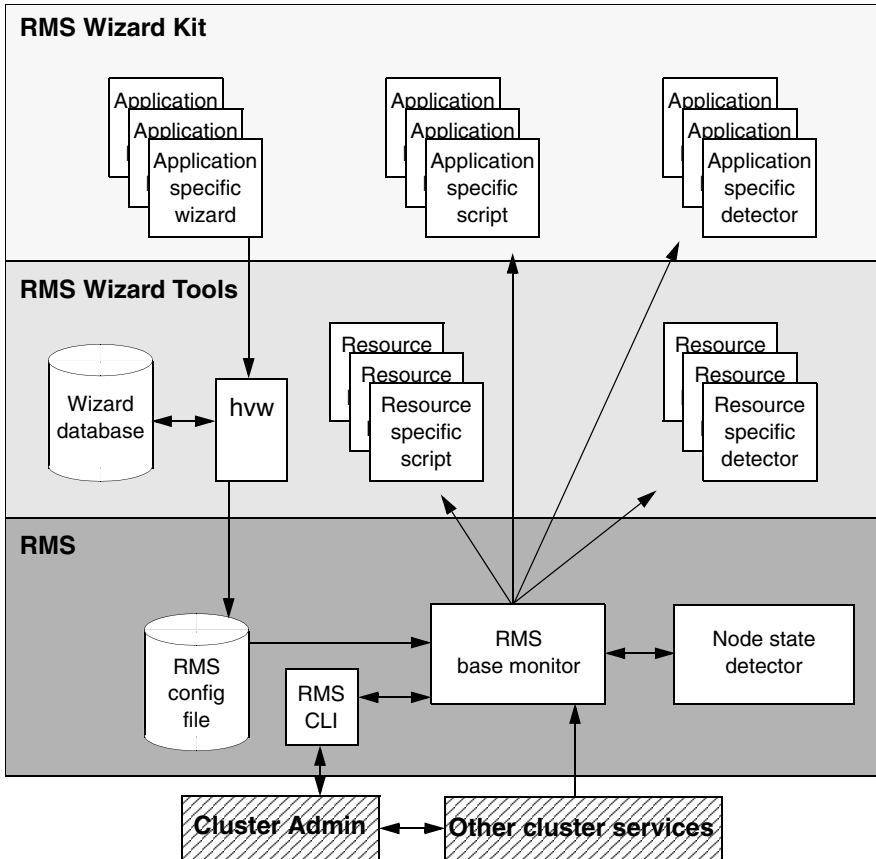 RMS Wizard Kit
Application
Application
Application
specific
wizard
Application
Application
Application
specific
script
Application
Application
Application
specific
detector
RMS Wizard Tools
Wizard
database
hvw
Resource
Resource
Resource
specific
script
Resource
Resource
Resource
specific
detector
RMS
RMS
config
file
RMS
CLI
RMS
base monitor
Node state
detector
Cluster Admin
Other cluster services